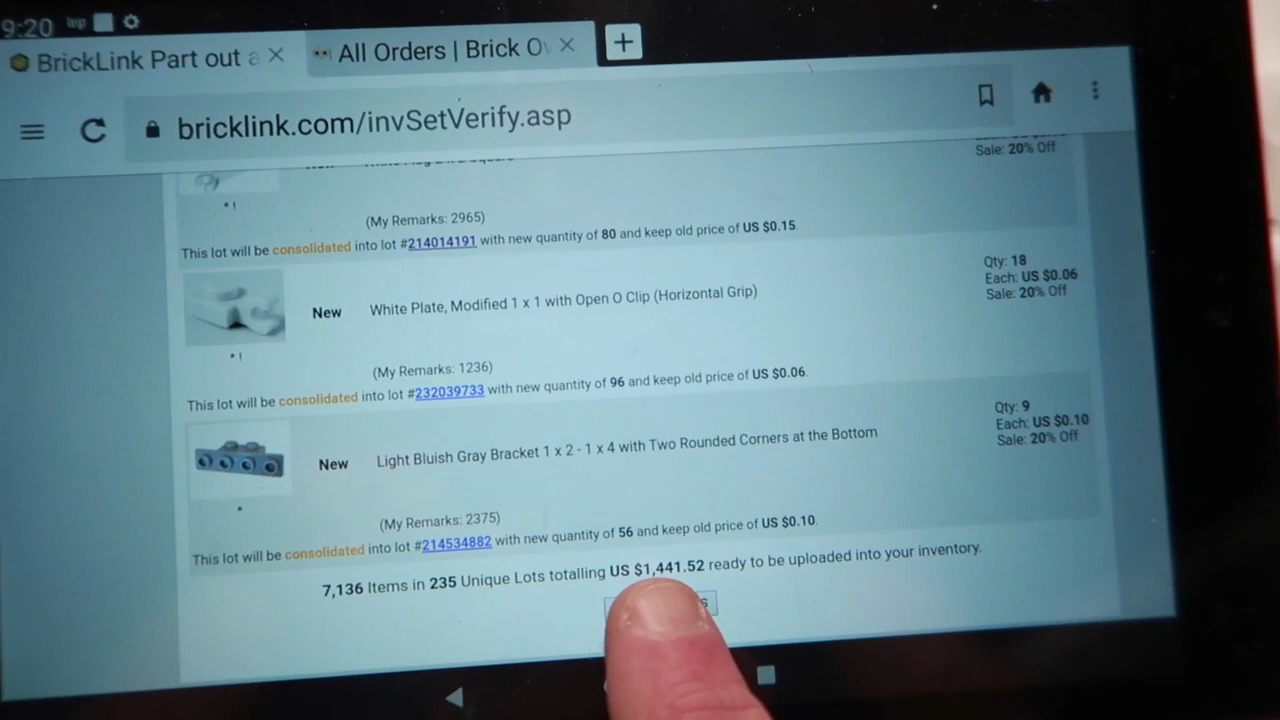 9:20
BrickLink Part out a
All Orders | Brick Ov
bricklink.com/invSetVerify.asp
Sale: 20% Off
(My Remarks: 2965)
This lot will be consolidated into lot #214014191 with new quantity of 80 and keep old price of US $0.15.
Qty: 18
New White Plate, Modified 1 x 1 with Open O Clip (Horizontal Grip) Each: US $0.06
Sale: 20% Off
(My Remarks: 1236)
This lot will be consolidated into lot #232039733 with new quantity of 96 and keep old price of US $0.06.
Qty: 9
New Light Bluish Gray Bracket 1 x 2 - 1 x 4 with Two Rounded Corners at the Bottom Each: US $0.10
Sale: 20% Off
(My Remarks: 2375)
This lot will be consolidated into lot #214534882 with new quantity of 56 and keep old price of US $0.10.
7,136 Items in 235 Unique Lots totalling US $1,441.52 ready to be uploaded into your inventory.